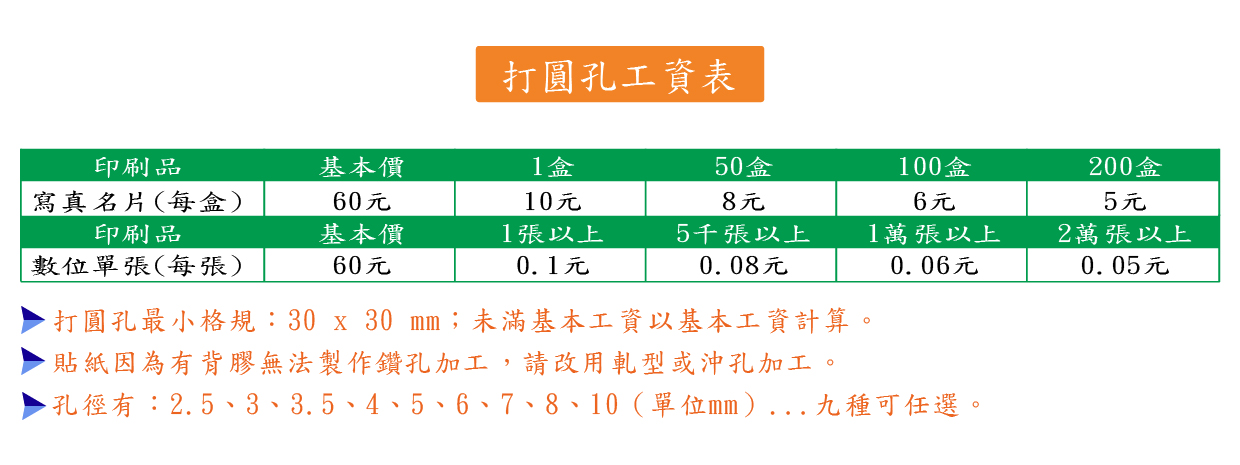 打圓孔工資表
印刷品 基本價 1盒 50盒 100盒 200盒
寫真名片(每盒) 60元 10元 8元 6元 5元
印刷品 基本價 1張以上 5千張以上 1萬張以上 2萬張以上
數位單張(每張) 60元 0.1元 0.08元 0.06元 0.05元
打圓孔最小格規：30 x 30 mm；未滿基本工資以基本工資計算。
貼紙因為有背膠無法製作鑽孔加工，請改用軋型或沖孔加工。
孔徑有：2.5、3、3.5、4、5、6、7、8、10（單位mm）...九種可任選。